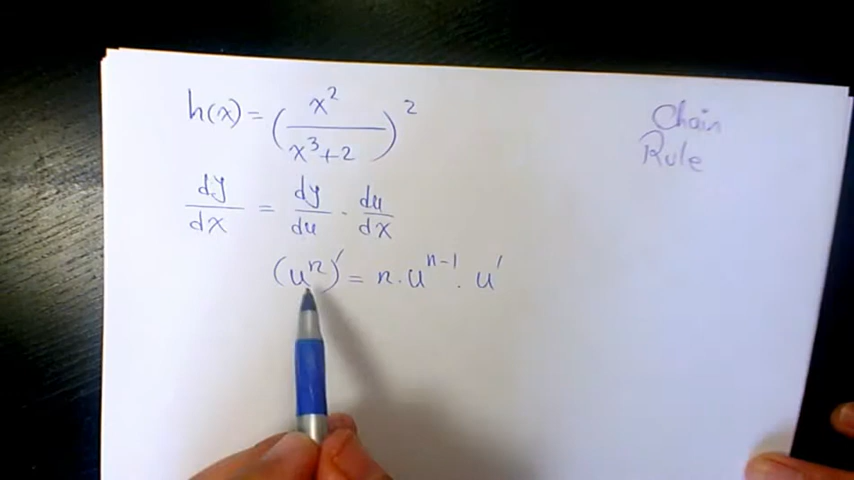 h(x) = (x²/(x³+2))²
Chain
Rule
dy/dx = dy/du · du/dx
(uⁿ)′ = n · uⁿ⁻¹ · u′